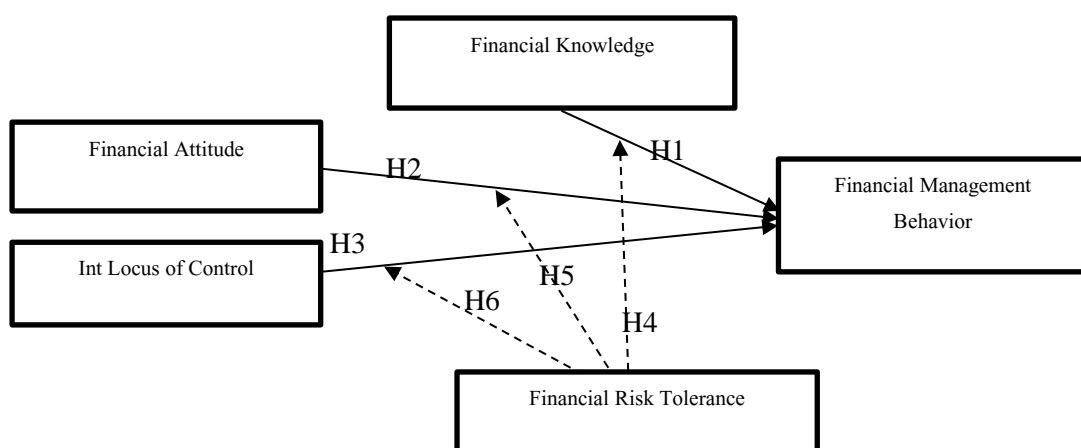 Financial Knowledge
H1
Financial Attitude
H2
Financial Management
Behavior
Int Locus of Control
H3
H5
H6
H4
Financial Risk Tolerance